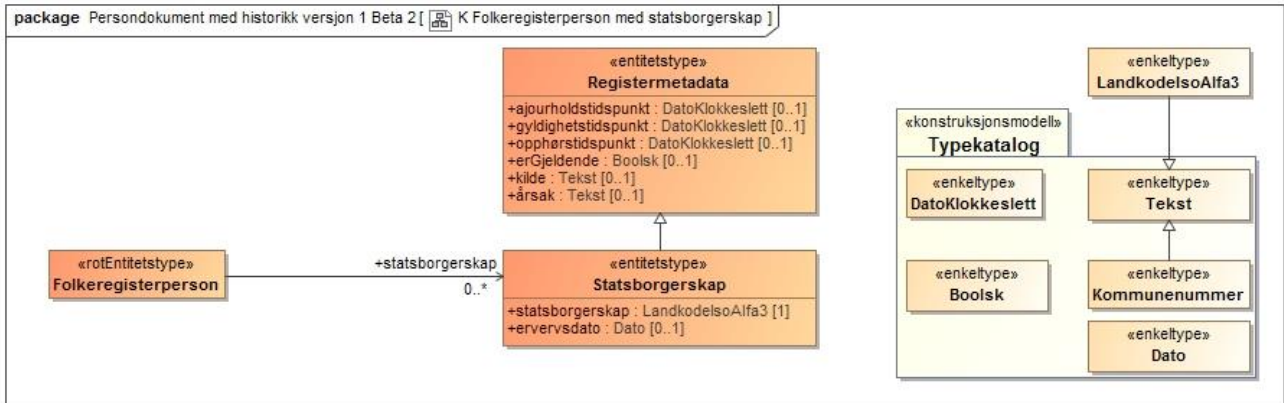 package Persondokument med historikk versjon 1 Beta 2 [ K Folkeregisterperson med statsborgerskap ]
«entitetstype»
Registermetadata
+ajourholdstidspunkt : DatoKlokkeslett [0..1]
+gyldighetstidspunkt : DatoKlokkeslett [0..1]
+opphørstidspunkt : DatoKlokkeslett [0..1]
+erGjeldende : Boolsk [0..1]
+kilde : Tekst [0..1]
+årsak : Tekst [0..1]
«rotEntitetstype»
Folkeregisterperson
+statsborgerskap
0..*
«entitetstype»
Statsborgerskap
+statsborgerskap : LandkodeIsoAlfa3 [1]
+ervervsdato : Dato [0..1]
«enkeltype»
LandkodeIsoAlfa3
«konstruksjonsmodell»
Typekatalog
«enkeltype»
DatoKlokkeslett
«enkeltype»
Tekst
«enkeltype»
Boolsk
«enkeltype»
Kommunenummer
«enkeltype»
Dato